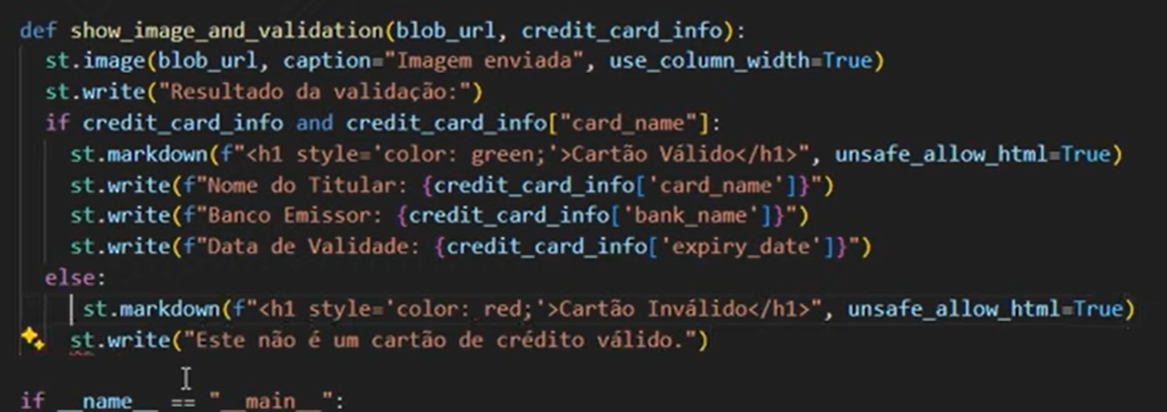 def show_image_and_validation(blob_url, credit_card_info):
    st.image(blob_url, caption="Imagem enviada", use_column_width=True)
    st.write("Resultado da validação:")
    if credit_card_info and credit_card_info["card_name"]:
        st.markdown(f"<h1 style='color: green;'>Cartão Válido</h1>", unsafe_allow_html=True)
        st.write(f"Nome do Titular: {credit_card_info['card_name']}")
        st.write(f"Banco Emissor: {credit_card_info['bank_name']}")
        st.write(f"Data de Validade: {credit_card_info['expiry_date']}")
    else:
         st.markdown(f"<h1 style='color: red;'>Cartão Inválido</h1>", unsafe_allow_html=True)
        st.write("Este não é um cartão de crédito válido.")
if __name__ == "__main__":